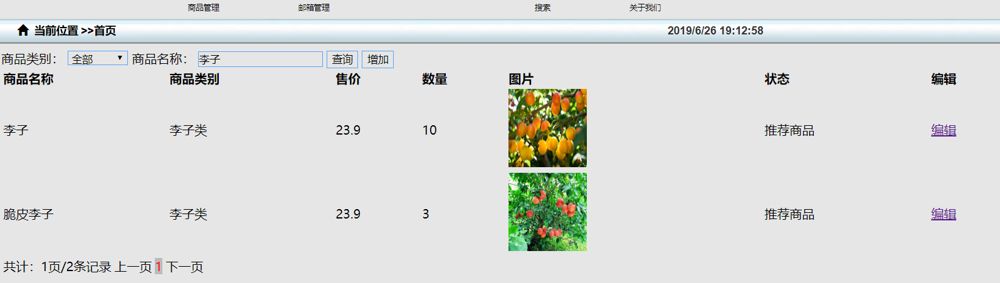 商品管理 邮箱管理 搜索 关于我们
当前位置 >>首页 2019/6/26 19:12:58
商品类别： 全部 商品名称： 李子 查询 增加
商品名称 商品类别 售价 数量 图片 状态 编辑
李子 李子类 23.9 10 推荐商品 编辑
脆皮李子 李子类 23.9 3 推荐商品 编辑
共计：1页/2条记录 上一页 1 下一页